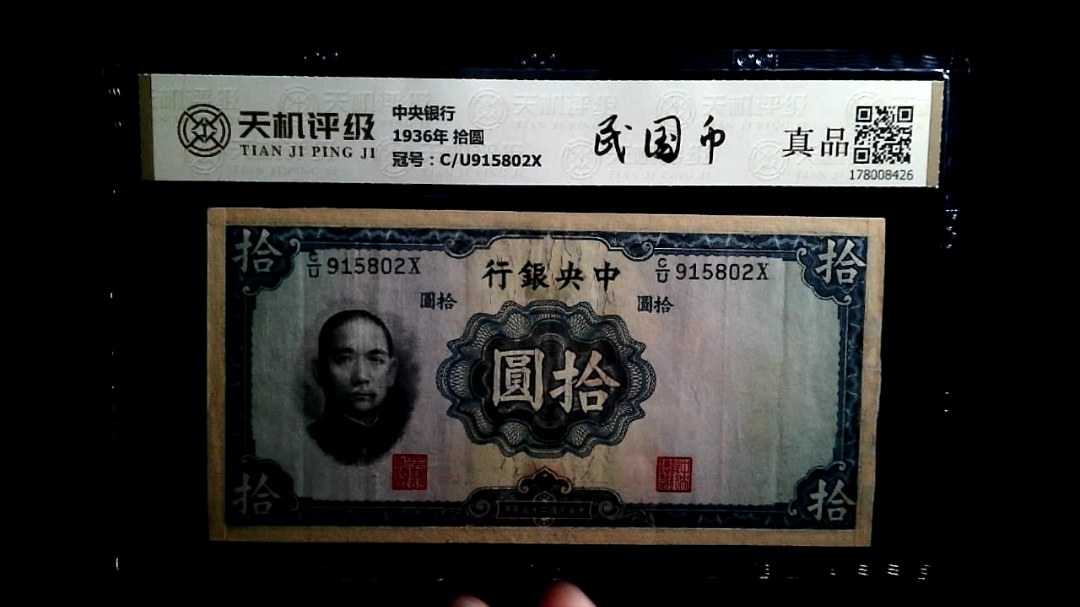 天机评级
TIAN JI PING JI
中央银行
1936年 拾圆
冠号：C/U915802X
民国币
真品
178008426
拾
C/U 915802X
行銀央中
C/U 915802X
拾
圓拾
圓拾
圓拾
拾
拾